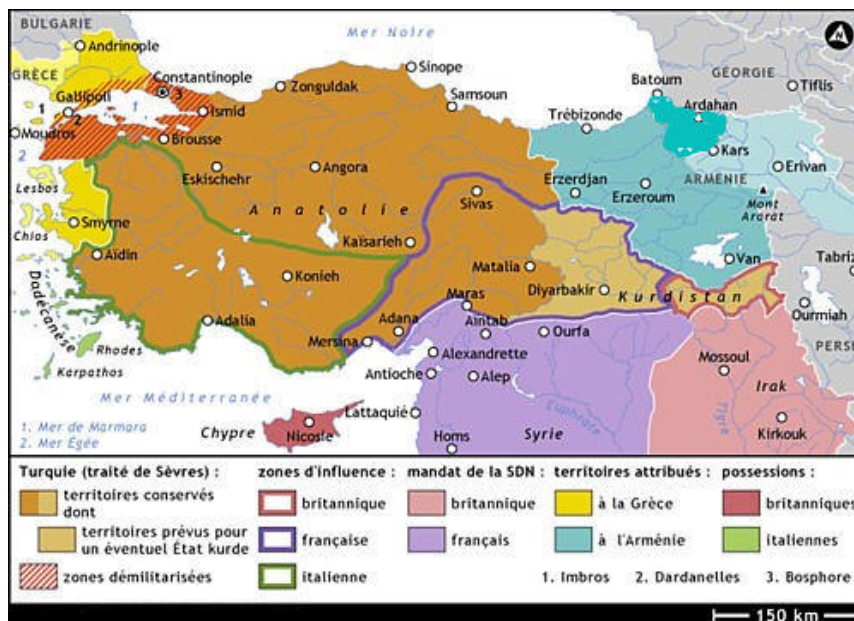 BULGARIE
Andrinople
Mer Noire
N
GRÈCE
Constantinople
3
Zonguldak
Sinope
Samsoun
Batoum
GÉORGIE
Tiflis
Ardahan
1
Gallipoli
2
1
Ismid
Trébizonde
Moudros
Brousse
Kars
2
Eskischehr
Angora
Erzerdjan
Erzeroum
ARMÉNIE
Erivan
Lesbos
Anatolie
Sivas
Mont
Ararat
Smyrne
Chios
Kaïsarieh
Van
Tabriz
Aïdin
Konieh
Matalia
Diyarbakir
Kurdistan
Dadécanèse
Maras
Ourmiah
Adalia
Adana
Aïntab
Ourfa
PERSE
Rhodes
Mersina
Mossoul
Karpathos
Alexandrette
Antioche
Alep
Irak
Mer Méditerranée
Lattaquié
Euphrate
Tigre
1. Mer de Marmara
2. Mer Égée
Chypre
Nicosie
Homs
Syrie
Kirkouk
Turquie (traité de Sèvres) :
territoires conservés
dont
territoires prévus pour
un éventuel État kurde
zones démilitarisées
zones d'influence :
britannique
française
italienne
mandat de la SDN :
britannique
français
territoires attribués :
à la Grèce
à l'Arménie
possessions :
britanniques
italiennes
1. Imbros 2. Dardanelles 3. Bosphore
150 km